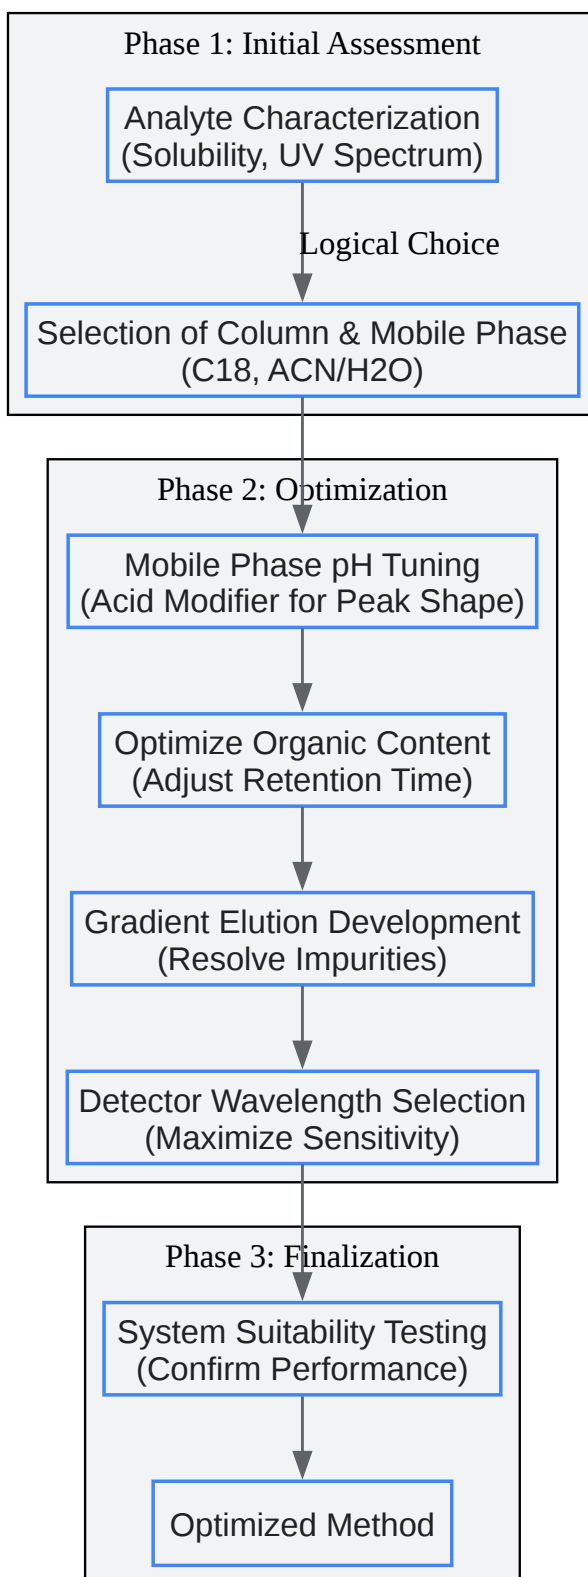 Phase 1: Initial Assessment
Analyte Characterization
(Solubility, UV Spectrum)
Logical Choice
Selection of Column & Mobile Phase
(C18, ACN/H2O)
Phase 2: Optimization
Mobile Phase pH Tuning
(Acid Modifier for Peak Shape)
Optimize Organic Content
(Adjust Retention Time)
Gradient Elution Development
(Resolve Impurities)
Detector Wavelength Selection
(Maximize Sensitivity)
Phase 3: Finalization
System Suitability Testing
(Confirm Performance)
Optimized Method